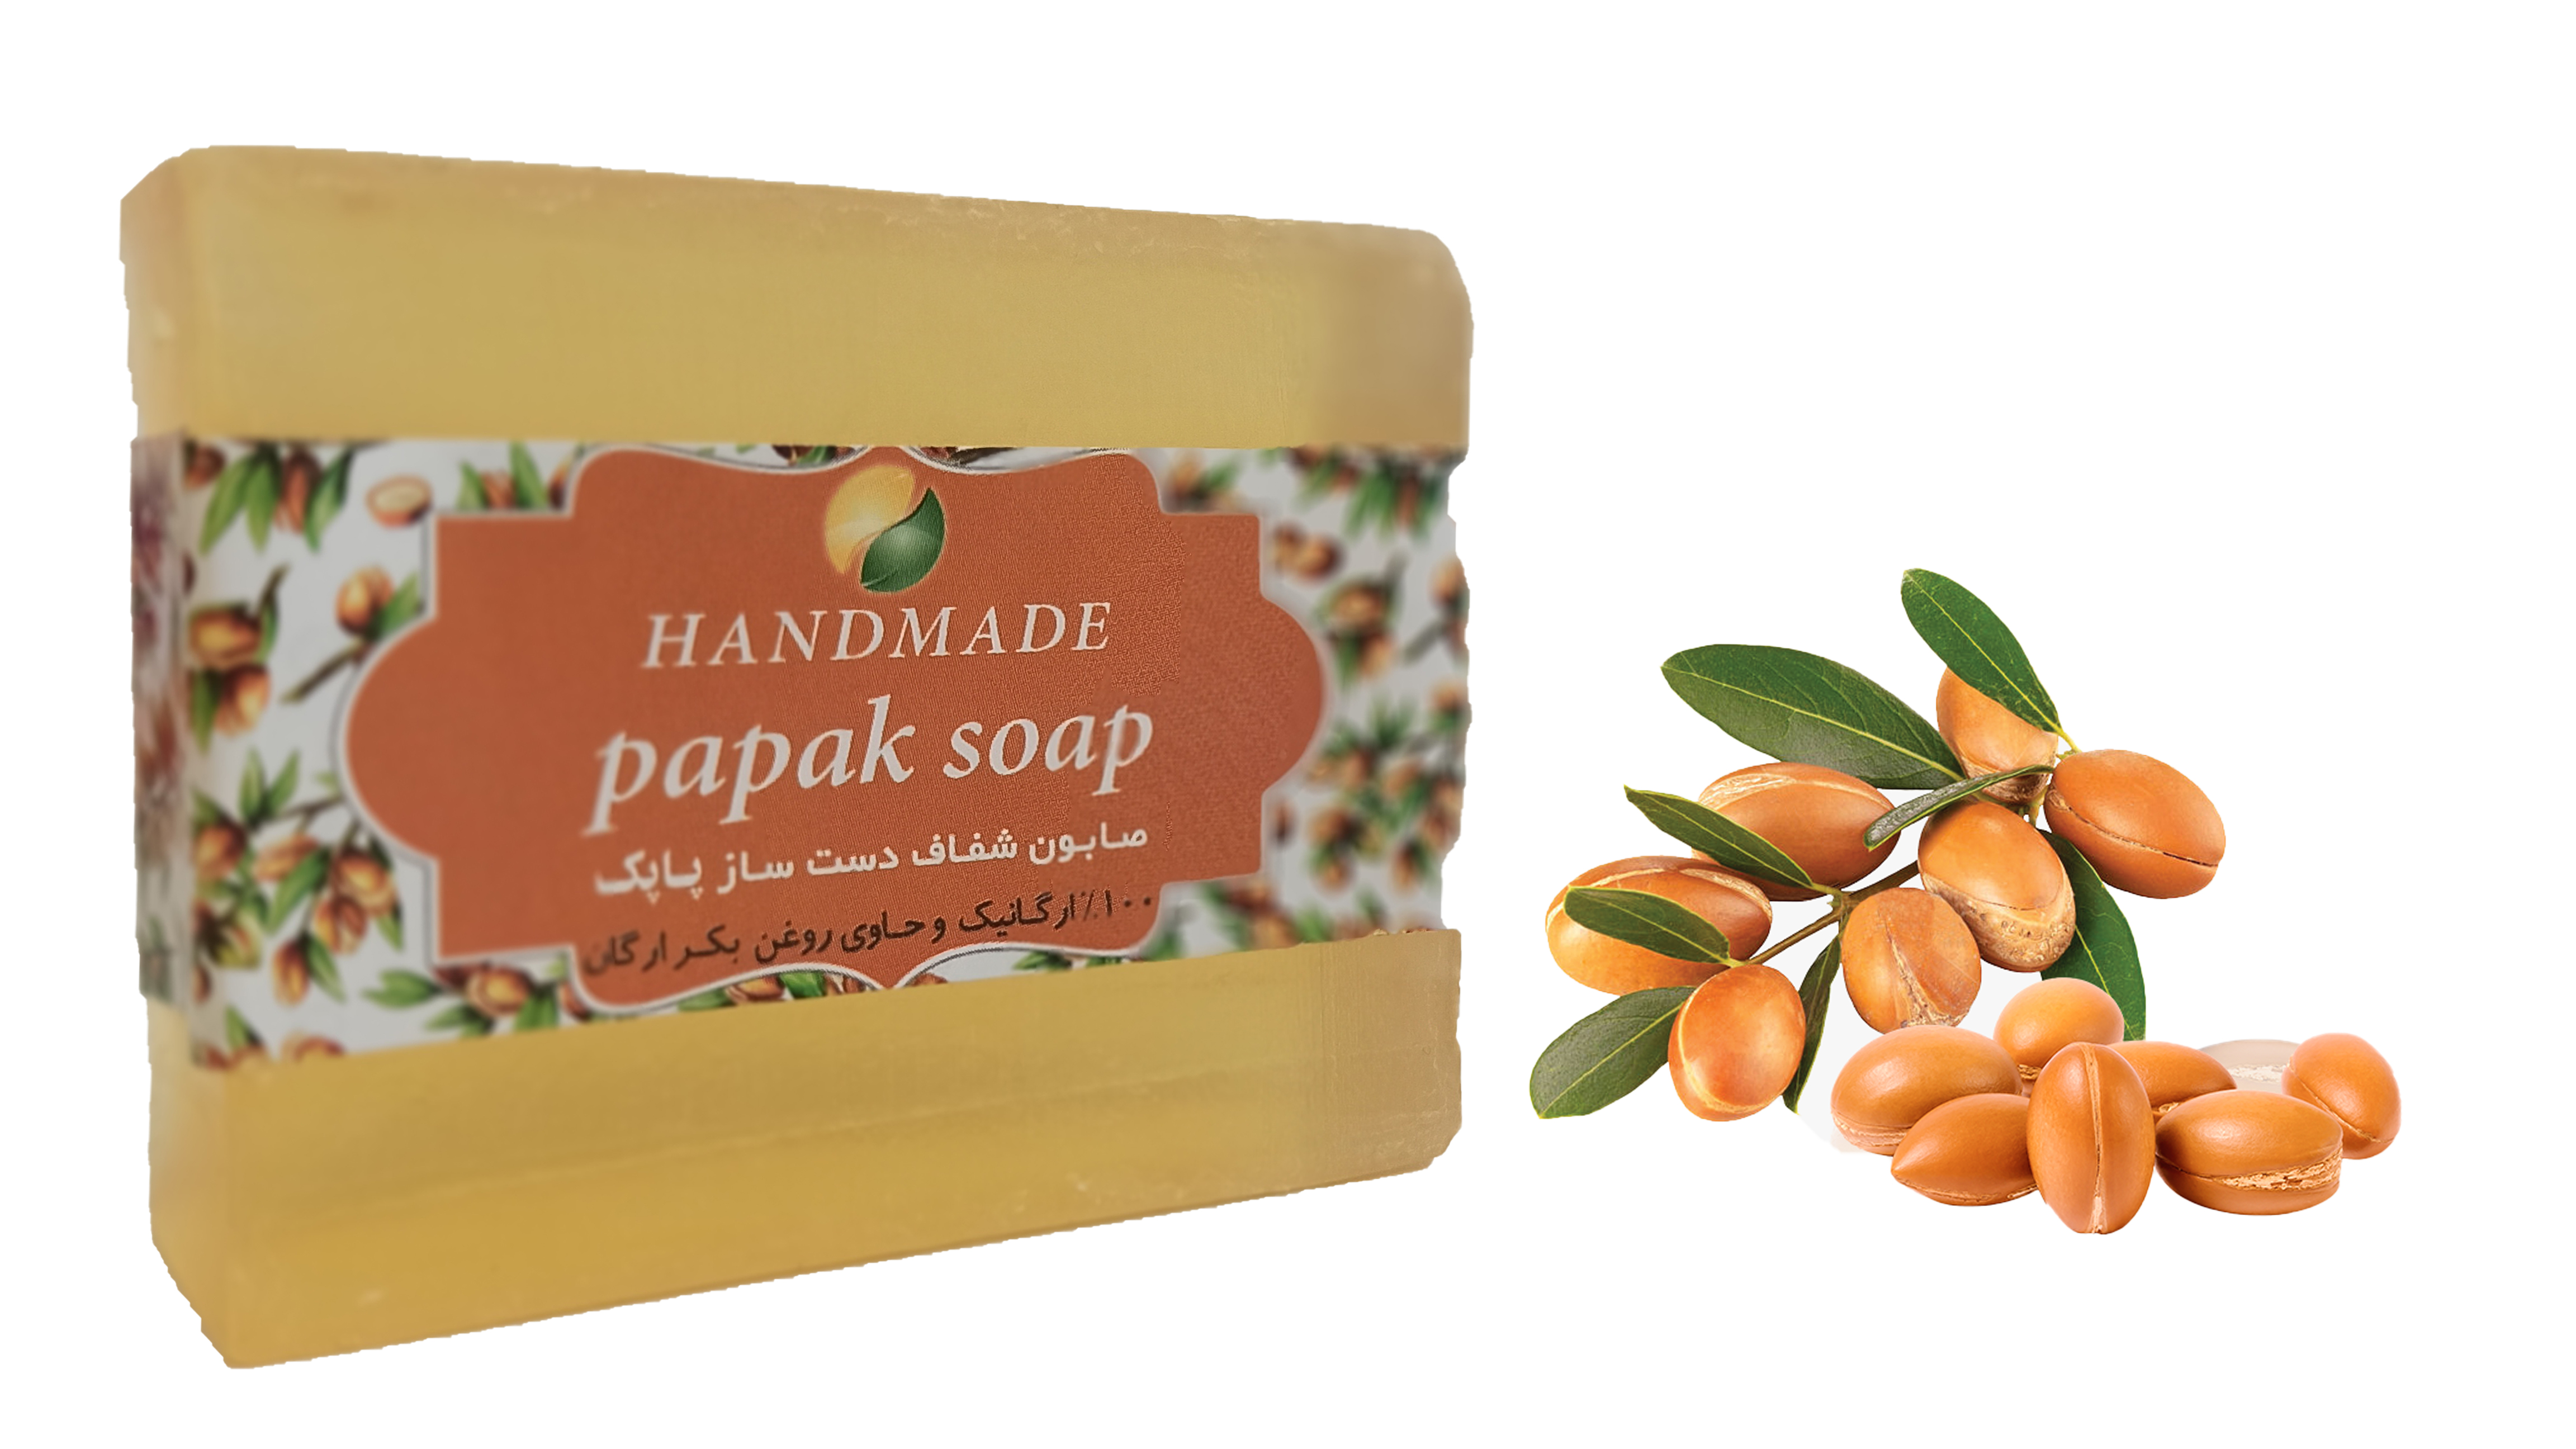 HANDMADE
papak soap
صابون شفاف دست ساز پاپک
۱۰۰٪ ارگانیک و حاوی روغن بکر ارگان